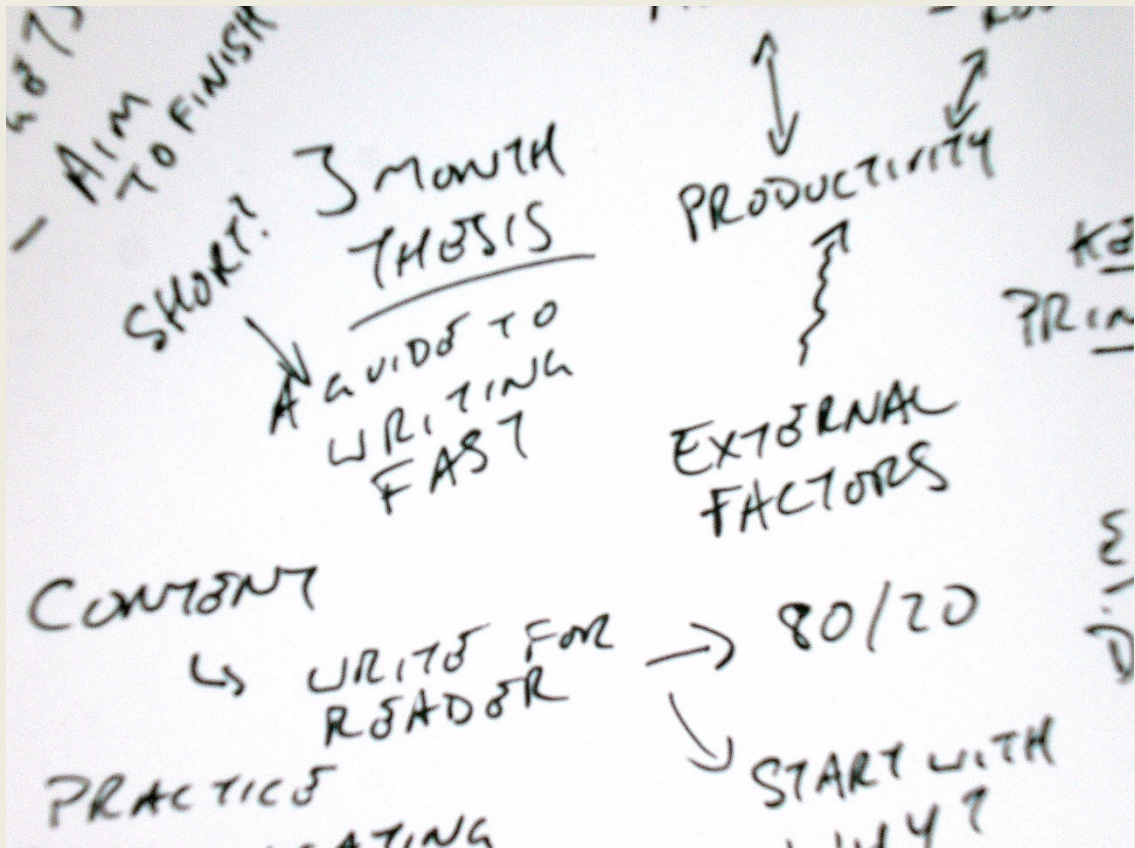 - AIM
TO FINISH
SHORT?
3 MONTH
THESIS
A GUIDE TO
WRITING
FAST
PRODUCTIVITY
EXTERNAL
FACTORS
CONTENT
↳ WRITE FOR
READER
→ 80/20
START WITH
WHY?
PRACTICE